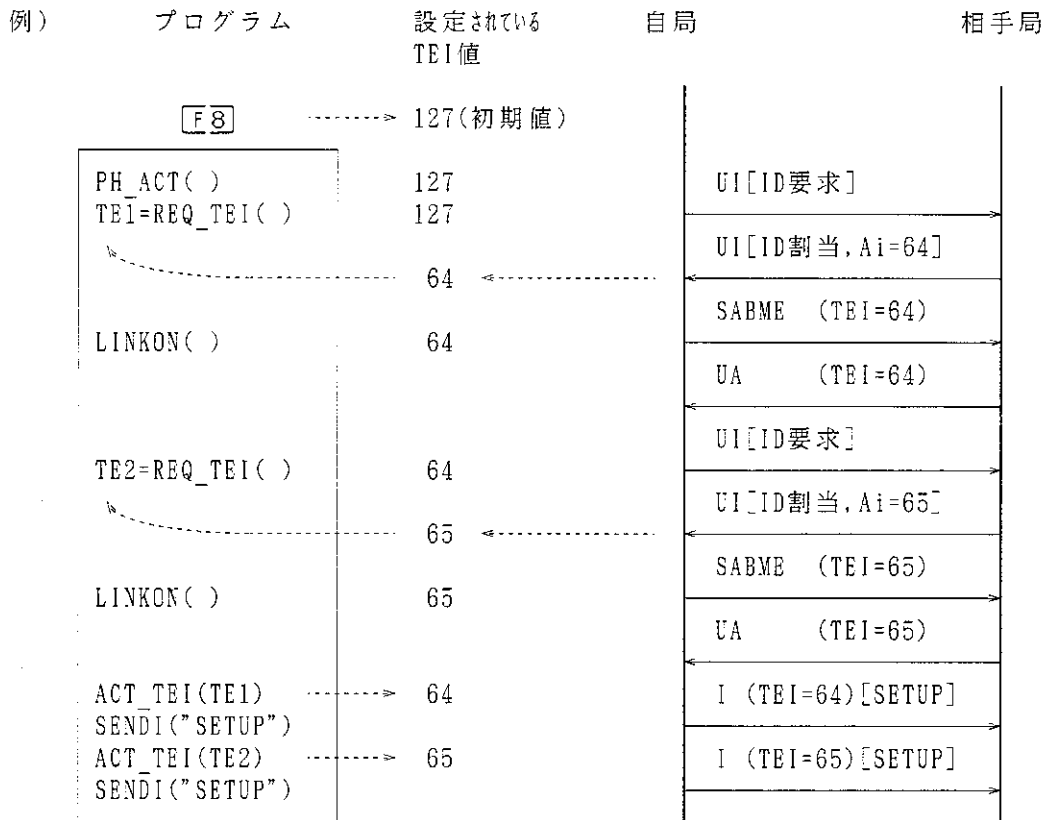 例) プログラム 設定されている 自局 相手局
TEI値
F8 127(初期値)
PH_ACT( ) 127 UI[ID要求]
TE1=REQ_TEI( ) 127
UI[ID割当,Ai=64]
64
SABME (TEI=64)
LINKON( ) 64
UA (TEI=64)
UI[ID要求]
TE2=REQ_TEI( ) 64
UI[ID割当,Ai=65]
65
SABME (TEI=65)
LINKON( ) 65
UA (TEI=65)
ACT_TEI(TE1) 64 I (TEI=64)[SETUP]
SENDI("SETUP")
ACT_TEI(TE2) 65 I (TEI=65)[SETUP]
SENDI("SETUP")